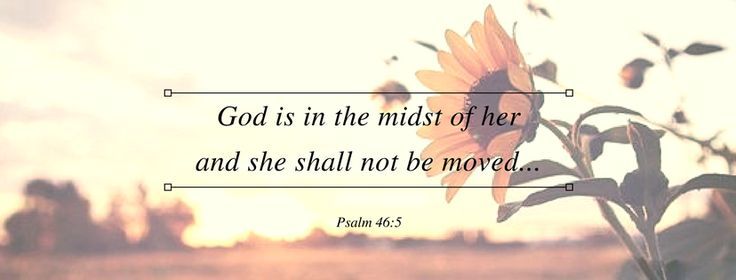 God is in the midst of her
and she shall not be moved...
Psalm 46:5